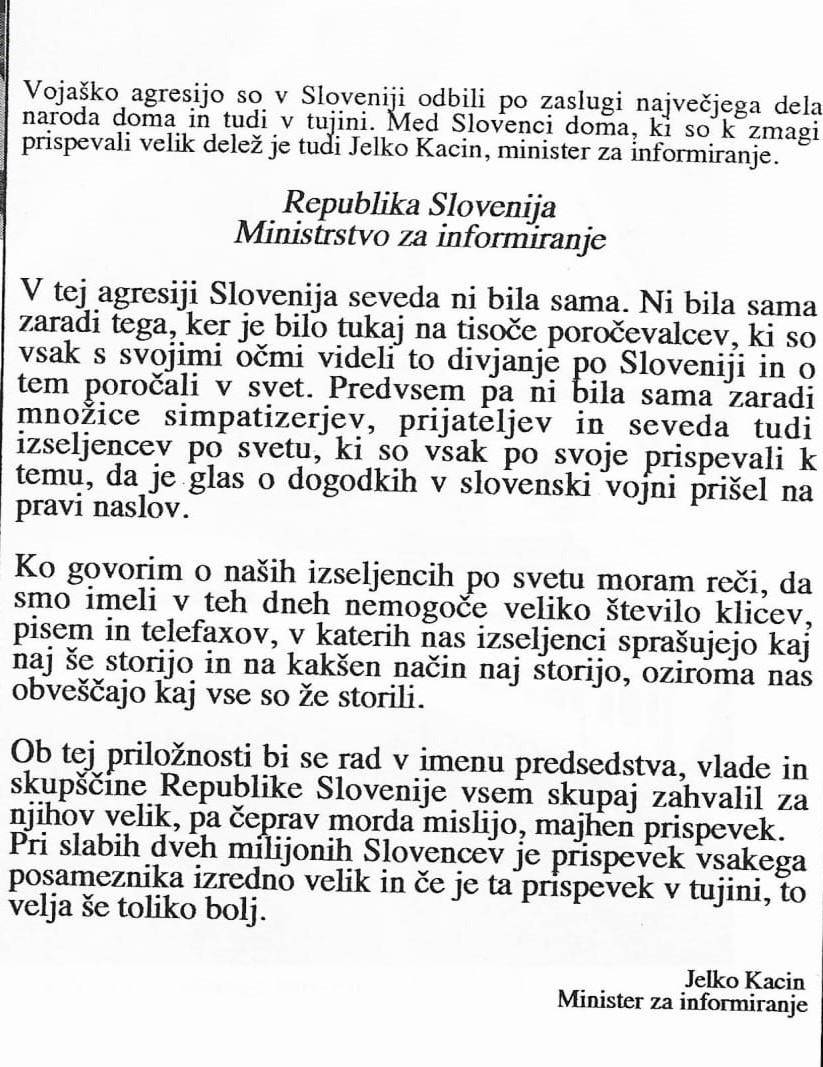 Vojaško agresijo so v Sloveniji odbili po zaslugi največjega dela
naroda doma in tudi v tujini. Med Slovenci doma, ki so k zmagi
prispevali velik delež je tudi Jelko Kacin, minister za informiranje.
Republika Slovenija
Ministrstvo za informiranje
V tej agresiji Slovenija seveda ni bila sama. Ni bila sama
zaradi tega, ker je bilo tukaj na tisoče poročevalcev, ki so
vsak s svojimi očmi videli to divjanje po Sloveniji in o
tem poročali v svet. Predvsem pa ni bila sama zaradi
množice simpatizerjev, prijateljev in seveda tudi
izseljencev po svetu, ki so vsak po svoje prispevali k
temu, da je glas o dogodkih v slovenski vojni prišel na
pravi naslov.
Ko govorim o naših izseljencih po svetu moram reči, da
smo imeli v teh dneh nemogoče veliko število klicev,
pisem in telefaxov, v katerih nas izseljenci sprašujejo kaj
naj še storijo in na kakšen način naj storijo, oziroma nas
obveščajo kaj vse so že storili.
Ob tej priložnosti bi se rad v imenu predsedstva, vlade in
skupščine Republike Slovenije vsem skupaj zahvalil za
njihov velik, pa čeprav morda mislijo, majhen prispevek.
Pri slabih dveh milijonih Slovencev je prispevek vsakega
posameznika izredno velik in če je ta prispevek v tujini, to
velja še toliko bolj.
Jelko Kacin
Minister za informiranje